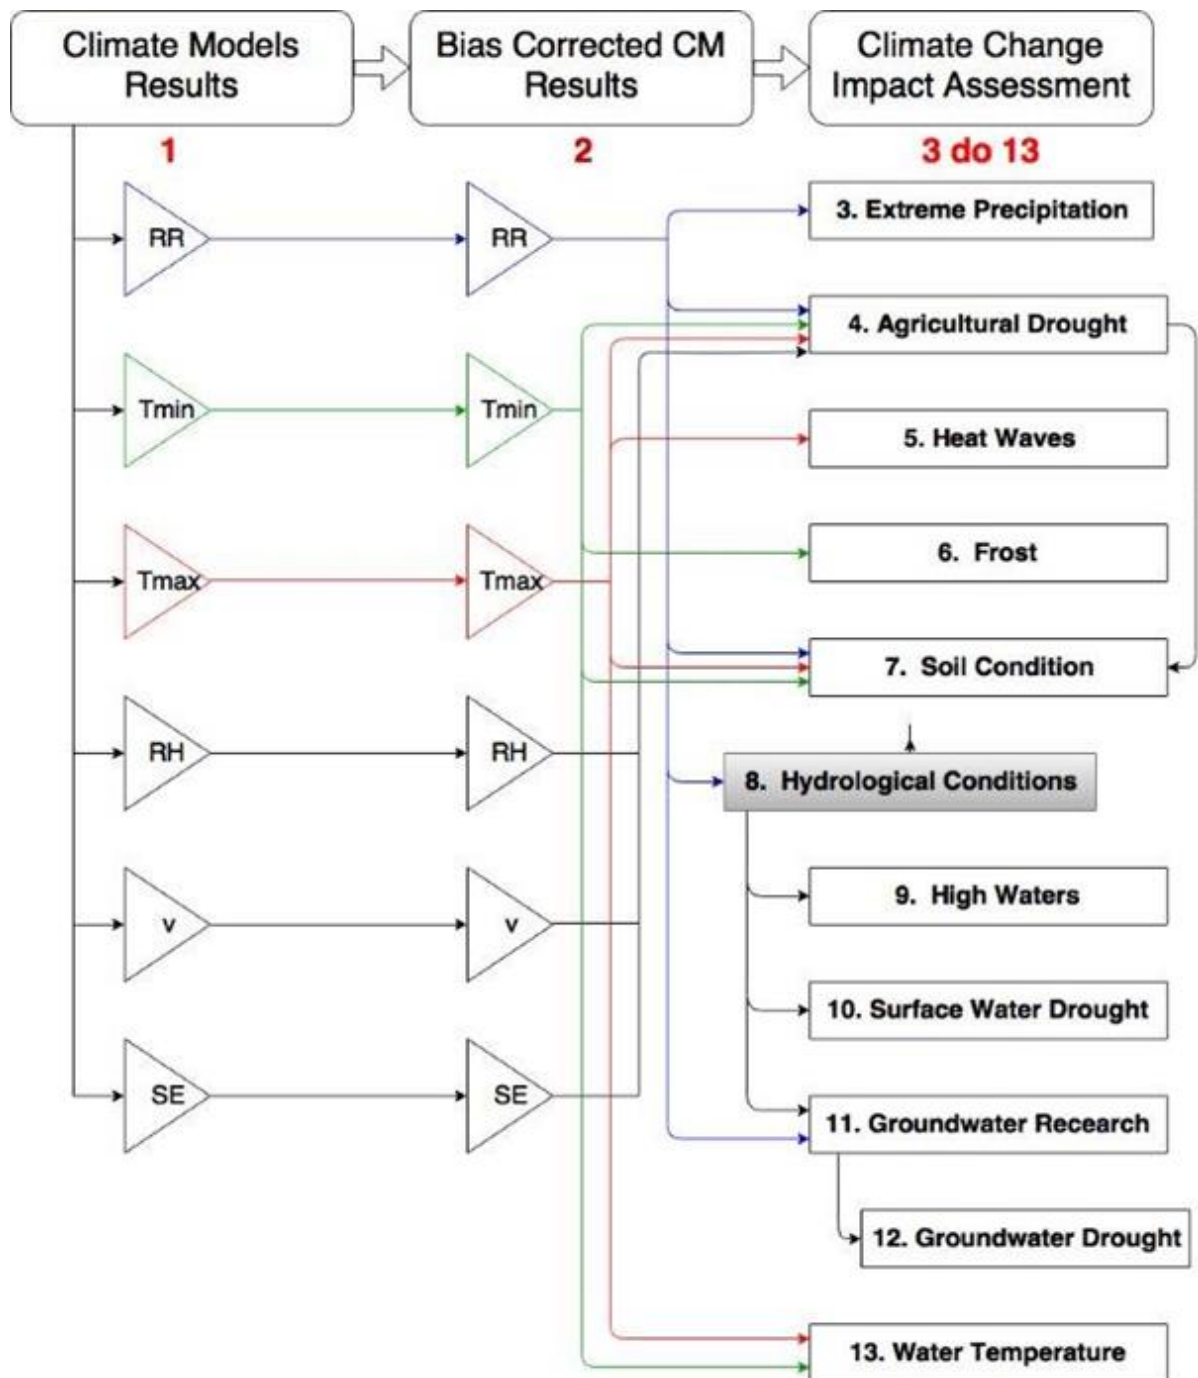 Climate Models
Results
Bias Corrected CM
Results
Climate Change
Impact Assessment
1
2
3 do 13
RR
RR
3. Extreme Precipitation
4. Agricultural Drought
Tmin
Tmin
5. Heat Waves
6. Frost
Tmax
Tmax
7. Soil Condition
RH
RH
8. Hydrological Conditions
9. High Waters
v
v
10. Surface Water Drought
SE
SE
11. Groundwater Recearch
12. Groundwater Drought
13. Water Temperature